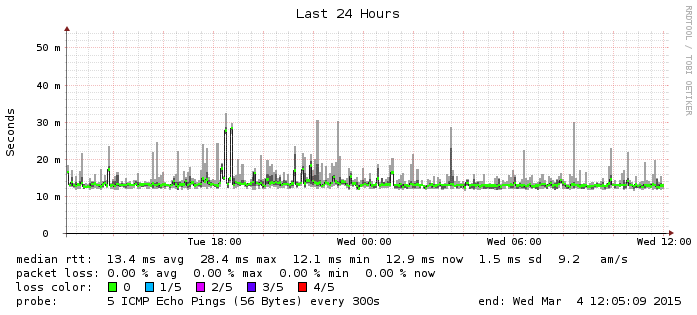 Last 24 Hours
RRDTOOL / TOBI OETIKER
Seconds
50 m
40 m
30 m
20 m
10 m
0
Tue 18:00 Wed 00:00 Wed 06:00 Wed 12:00
median rtt: 13.4 ms avg 28.4 ms max 12.1 ms min 12.9 ms now 1.5 ms sd 9.2 am/s
packet loss: 0.00 % avg 0.00 % max 0.00 % min 0.00 % now
loss color: 0 1/5 2/5 3/5 4/5
probe: 5 ICMP Echo Pings (56 Bytes) every 300s end: Wed Mar 4 12:05:09 2015